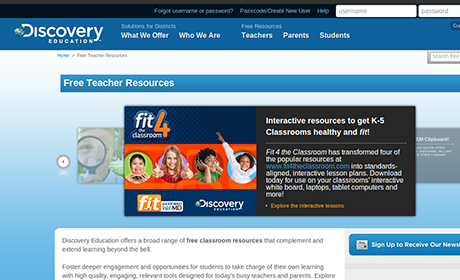 Forgot username or password? Passcode/Create New User Help username password
Discovery
EDUCATION
Solutions for Districts Free Resources
What We Offer Who We Are Teachers Parents Students
Home > Free Teacher Resources
search free
Free Teacher Resources
fit 4
the
classroom
Interactive resources to get K-5
Classrooms healthy and fit!
Fit 4 the Classroom has transformed four
of the popular resources at
www.fit4theclassroom.com into standards-
aligned, interactive lesson plans. Download
today for use on your classrooms' interactive
white board, laptops, tablet computers and
more!
Explore the interactive lessons
fit
WebMD
Discovery
EDUCATION
Clipboard!
Discovery Education offers a broad range of free classroom resources that complement and
extend learning beyond the bell.
Foster deeper engagement and opportunities for students to take charge of their own learning
with high quality, engaging, relevant tools designed for today's busy teachers and parents. Explore
Sign Up to Receive Our News